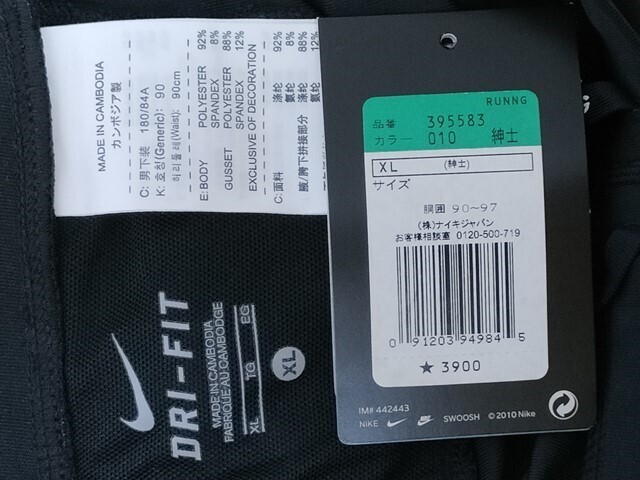 MADE IN CAMBODIA
カンボジア製
C: 男下装 180/84A
K: 호칭(Generic): 90
허리둘레(Waist): 90cm
E:BODY POLYESTER 92%
SPANDEX 8%
GUSSET POLYESTER 88%
SPANDEX 12%
EXCLUSIVE OF DECORATION
C:面料 涤纶 92%
氨纶 8%
腋/胯下拼接部分 涤纶 88%
氨纶 12%
DRI-FIT
MADE IN CAMBODIA
FABRIQUE AU CAMBODGE
XL TG EG
XL
RUNNG
品番 395583
カラー 010 紳士
XL (紳士)
サイズ
胴囲 90~97
(株)ナイキジャパン
お客様相談室 0120-500-719
0 91203 94984 5
★ 3900
IM# 442443
NIKE SWOOSH ©2010 Nike